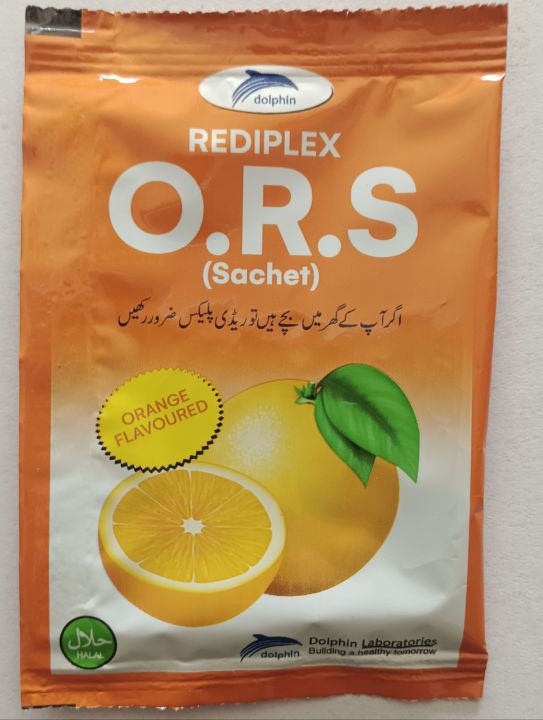 dolphin
REDIPLEX
O.R.S
(Sachet)
اگر آپ کے گھر میں بچے ہیں تو ریڈی پلیکس ضرور رکھیں
ORANGE
FLAVOURED
حلال
HALAL
dolphin
Dolphin Laboratories
Building a healthy tomorrow